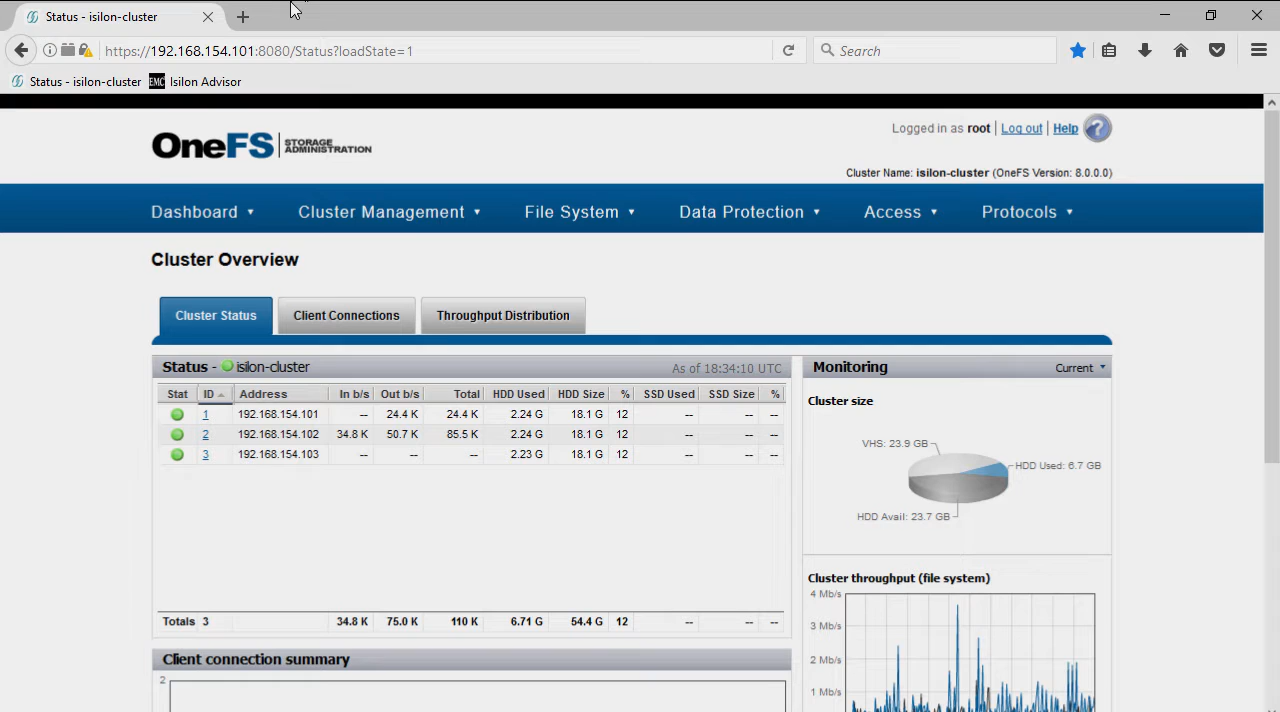 Status - isilon-cluster
https://192.168.154.101:8080/Status?loadState=1
Search
Status - isilon-cluster EMC Isilon Advisor
Logged in as root | Log out | Help ?
OneFS STORAGE ADMINISTRATION
Cluster Name: isilon-cluster (OneFS Version: 8.0.0.0)
Dashboard Cluster Management File System Data Protection Access Protocols
Cluster Overview
Cluster Status Client Connections Throughput Distribution
Status - isilon-cluster As of 18:34:10 UTC
Stat ID Address In b/s Out b/s Total HDD Used HDD Size % SSD Used SSD Size %
1 192.168.154.101 -- 24.4 K 24.4 K 2.24 G 18.1 G 12 -- -- --
2 192.168.154.102 34.8 K 50.7 K 85.5 K 2.24 G 18.1 G 12 -- -- --
3 192.168.154.103 -- -- -- 2.23 G 18.1 G 12 -- -- --
Totals 3 34.8 K 75.0 K 110 K 6.71 G 54.4 G 12 -- -- --
Monitoring Current
Cluster size
VHS: 23.9 GB
HDD Used: 6.7 GB
HDD Avail: 23.7 GB
Cluster throughput (file system)
4 Mb/s
3 Mb/s
2 Mb/s
1 Mb/s
Client connection summary
2